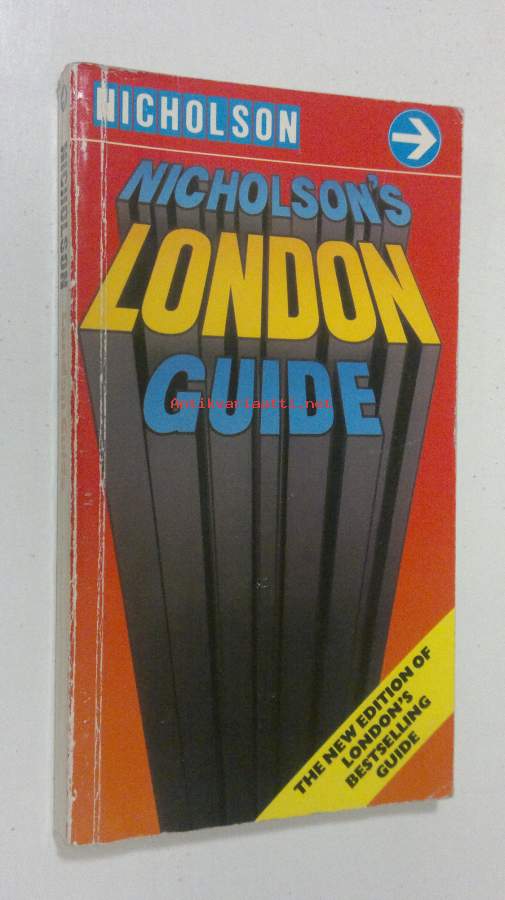 NICHOLSON
NICHOLSON'S
LONDON
GUIDE
Antikvariaatti.net
THE NEW EDITION OF
LONDON'S
BESTSELLING
GUIDE
NICHOLSON